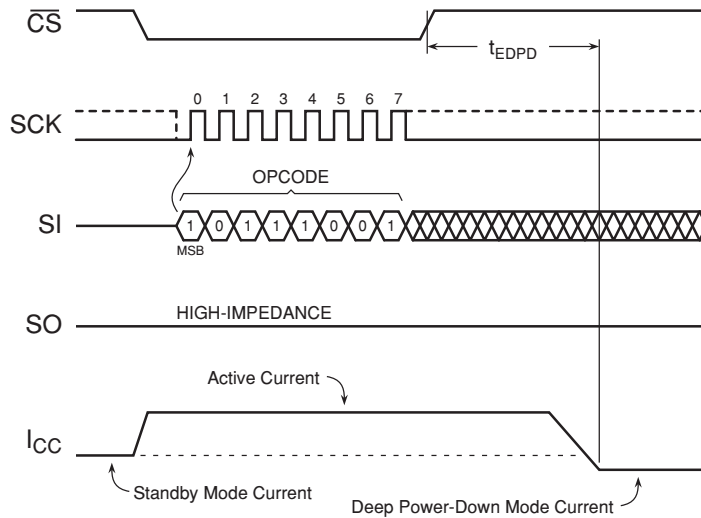 CS
tEDPD
SCK
0 1 2 3 4 5 6 7
OPCODE
SI
1 0 1 1 1 0 0 1
MSB
SO
HIGH-IMPEDANCE
Active Current
ICC
Standby Mode Current
Deep Power-Down Mode Current